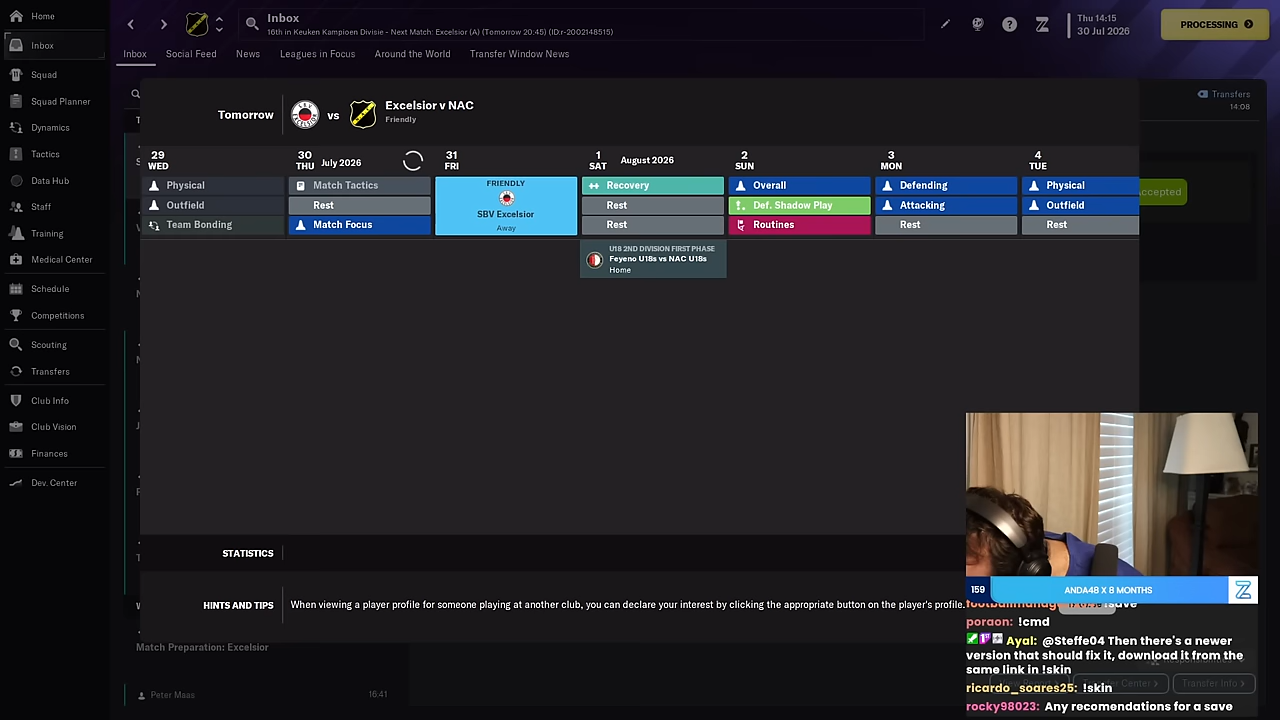 Home
Inbox
Squad
Squad Planner
Dynamics
Tactics
Data Hub
Staff
Training
Medical Center
Schedule
Competitions
Scouting
Transfers
Club Info
Club Vision
Finances
Dev. Center
Inbox
16th in Keuken Kampioen Divisie - Next Match: Excelsior (A) (Tomorrow 20:45) (ID:r-2002148515)
Thu 14:15
30 Jul 2026
PROCESSING
Inbox
Social Feed
News
Leagues in Focus
Around the World
Transfer Window News
Transfers
14:08
Accepted
Tomorrow
vs
Excelsior v NAC
Friendly
29
WED
30
THU July 2026
31
FRI
1
SAT August 2026
2
SUN
3
MON
4
TUE
Physical
Outfield
Team Bonding
Match Tactics
Rest
Match Focus
FRIENDLY
SBV Excelsior
Away
Recovery
Rest
Rest
Overall
Def. Shadow Play
Routines
Defending
Attacking
Rest
Physical
Outfield
Rest
U18 2ND DIVISION FIRST PHASE
Feyeno U18s vs NAC U18s
Home
STATISTICS
HINTS AND TIPS
When viewing a player profile for someone playing at another club, you can declare your interest by clicking the appropriate button on the player's profile.
Match Preparation: Excelsior
Peter Maas
16:41
159
ANDA48 X 8 MONTHS
poraon: !cmd
Ayal: @Steffe04 Then there's a newer
version that should fix it, download it from the
same link in !skin
ricardo_soares25: !skin
rocky98023: Any recomendations for a save
Transfer Info